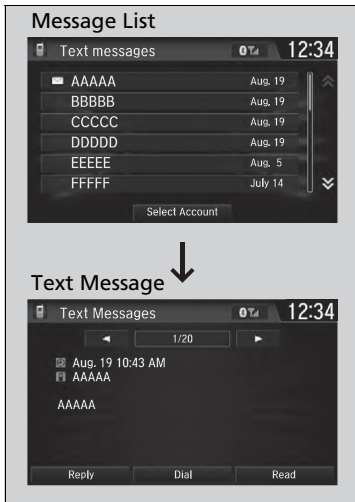 Message List
Text messages 12:34
AAAAA Aug. 19
BBBBB Aug. 19
CCCCC Aug. 19
DDDDD Aug. 19
EEEEE Aug. 5
FFFFF July 14
Select Account
Text Message
Text Messages 12:34
1/20
Aug. 19 10:43 AM
AAAAA
AAAAA
Reply Dial Read